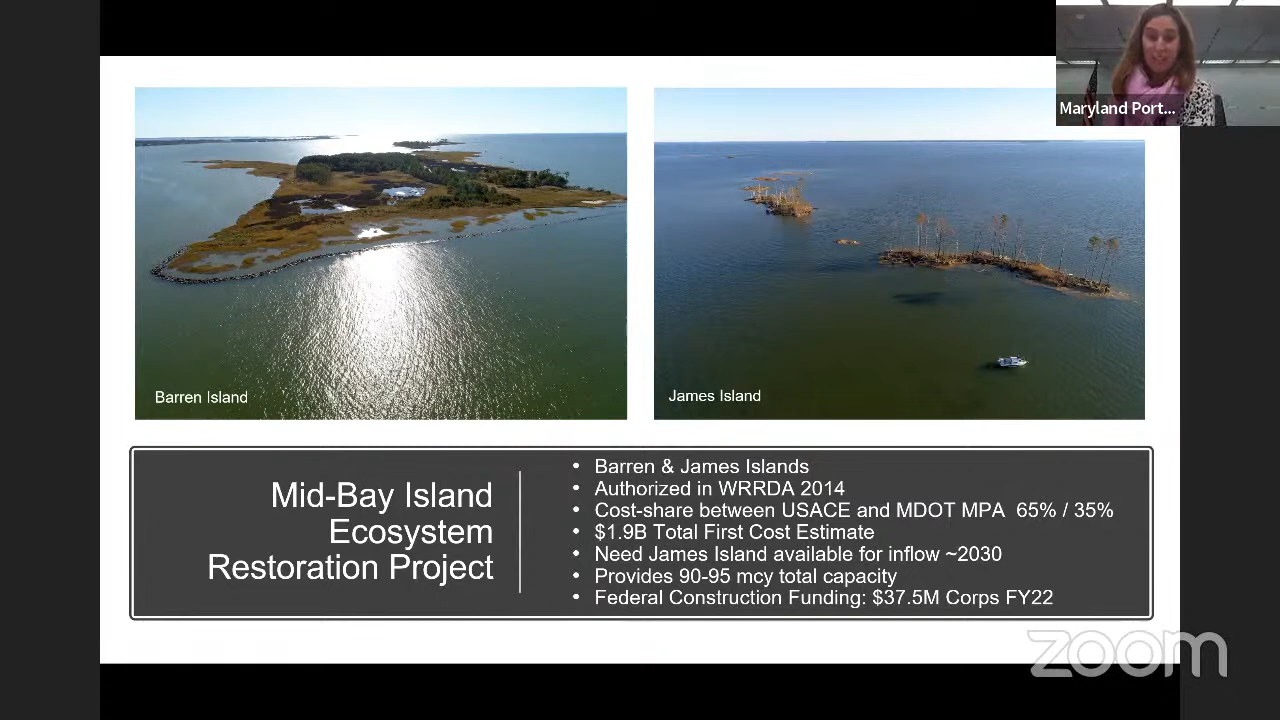 Maryland Port...
Barren Island
James Island
Mid-Bay Island
Ecosystem
Restoration Project
• Barren & James Islands
• Authorized in WRRDA 2014
• Cost-share between USACE and MDOT MPA 65% / 35%
• $1.9B Total First Cost Estimate
• Need James Island available for inflow ~2030
• Provides 90-95 mcy total capacity
• Federal Construction Funding: $37.5M Corps FY22
zoom